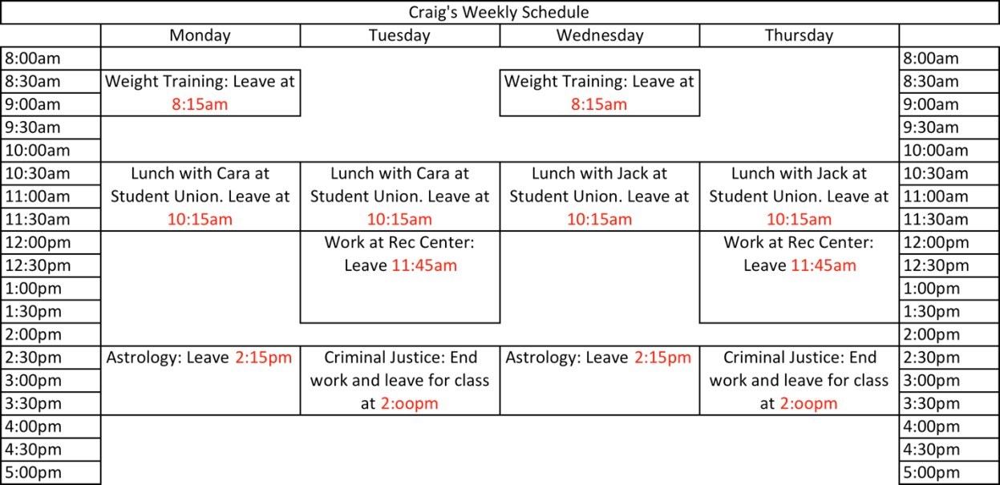 Craig's Weekly Schedule
Monday Tuesday Wednesday Thursday
8:00am 8:00am
8:30am Weight Training: Leave at Weight Training: Leave at 8:30am
9:00am 8:15am 8:15am 9:00am
9:30am 9:30am
10:00am 10:00am
10:30am Lunch with Cara at Lunch with Cara at Lunch with Jack at Lunch with Jack at 10:30am
11:00am Student Union. Leave at Student Union. Leave at Student Union. Leave at Student Union. Leave at 11:00am
11:30am 10:15am 10:15am 10:15am 10:15am 11:30am
12:00pm Work at Rec Center: Work at Rec Center: 12:00pm
12:30pm Leave 11:45am Leave 11:45am 12:30pm
1:00pm 1:00pm
1:30pm 1:30pm
2:00pm 2:00pm
2:30pm Astrology: Leave 2:15pm Criminal Justice: End Astrology: Leave 2:15pm Criminal Justice: End 2:30pm
3:00pm work and leave for class work and leave for class 3:00pm
3:30pm at 2:oopm at 2:oopm 3:30pm
4:00pm 4:00pm
4:30pm 4:30pm
5:00pm 5:00pm